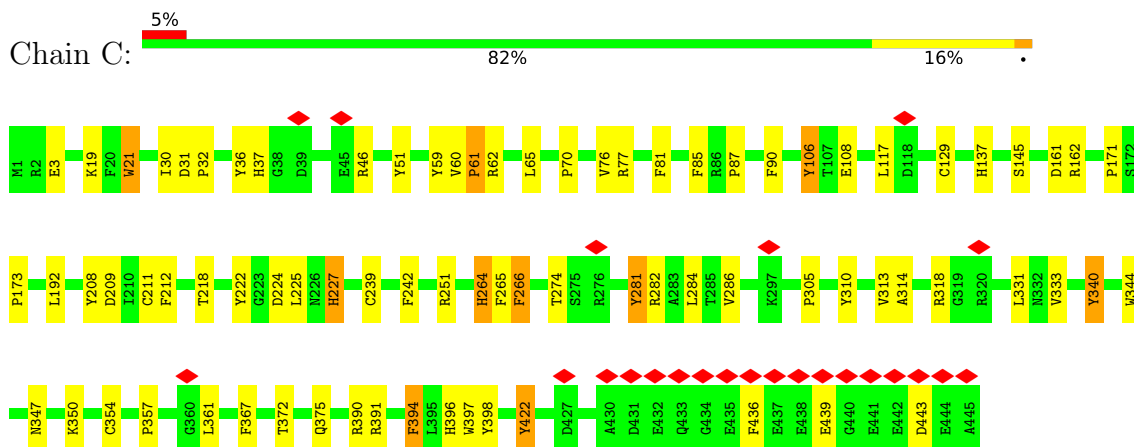 5%
Chain C:
82%
16%
•
M1 R2 E3 K19 F20 W21 I30 D31 P32 Y36 H37 G38 D39 E45 R46 Y51 Y59 V60 P61 R62 L65 P70 V76 R77 F81 F85 R86 P87 F90 Y106 T107 E108 L117 D118 C129 H137 S145 D161 R162 P171 S172
P173 L192 Y208 D209 I210 C211 F212 T218 Y222 G223 D224 L225 N226 H227 C239 F242 R251 H264 F265 F266 T274 S275 R276 Y281 R282 A283 L284 T285 V286 K297 P305 Y310 V313 A314 R318 G319 R320 L331 N332 V333 Y340 W344
N347 K350 C354 P357 G360 L361 F367 T372 Q375 R390 R391 F394 L395 H396 W397 Y398 Y422 D427 A430 D431 E432 Q433 G434 E435 F436 E437 E438 E439 G440 E441 E442 D443 E444 A445